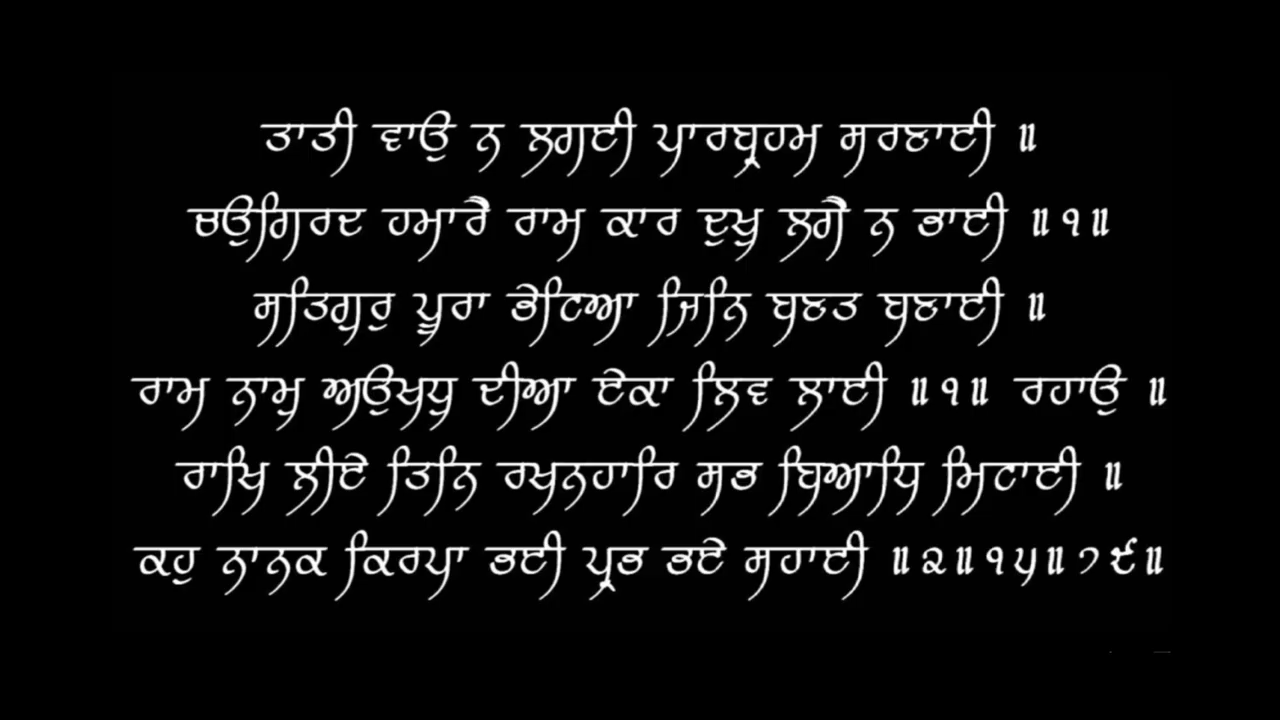 ਤਾਤੀ ਵਾਉ ਨ ਲਗਈ ਪਾਰਬ੍ਰਹਮ ਸਰਣਾਈ ॥
ਚਉਗਿਰਦ ਹਮਾਰੈ ਰਾਮ ਕਾਰ ਦੁਖੁ ਲਗੈ ਨ ਭਾਈ ॥੧॥
ਸਤਿਗੁਰੁ ਪੂਰਾ ਭੇਟਿਆ ਜਿਨਿ ਬਣਤ ਬਣਾਈ ॥
ਰਾਮ ਨਾਮੁ ਅਉਖਧੁ ਦੀਆ ਏਕਾ ਲਿਵ ਲਾਈ ॥੧॥ ਰਹਾਉ ॥
ਰਾਖਿ ਲੀਏ ਤਿਨਿ ਰਖਨਹਾਰਿ ਸਭ ਬਿਆਧਿ ਮਿਟਾਈ ॥
ਕਹੁ ਨਾਨਕ ਕਿਰਪਾ ਭਈ ਪ੍ਰਭ ਭਏ ਸਹਾਈ ॥੨॥੧੫॥੭੯॥